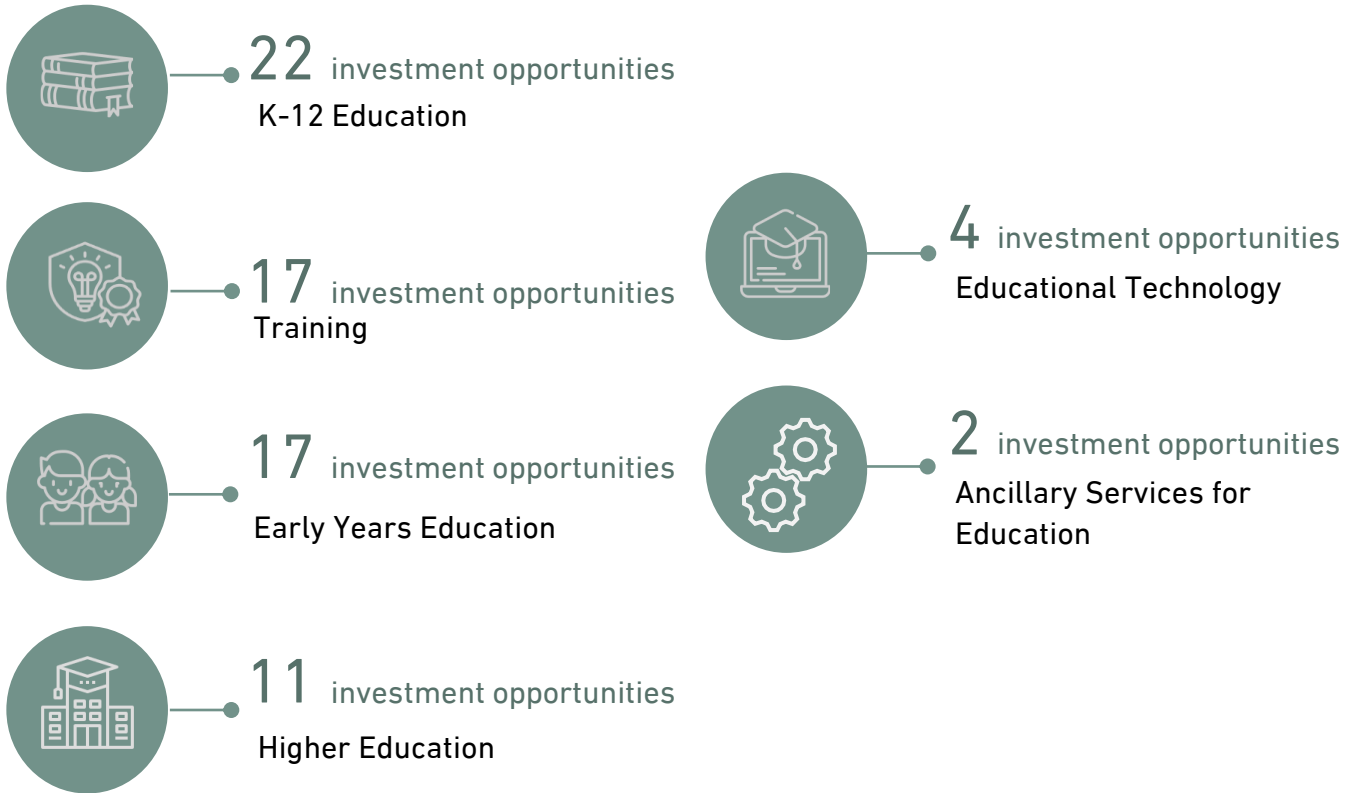 22 investment opportunities
K-12 Education
17 investment opportunities
Training
17 investment opportunities
Early Years Education
11 investment opportunities
Higher Education
4 investment opportunities
Educational Technology
2 investment opportunities
Ancillary Services for
Education